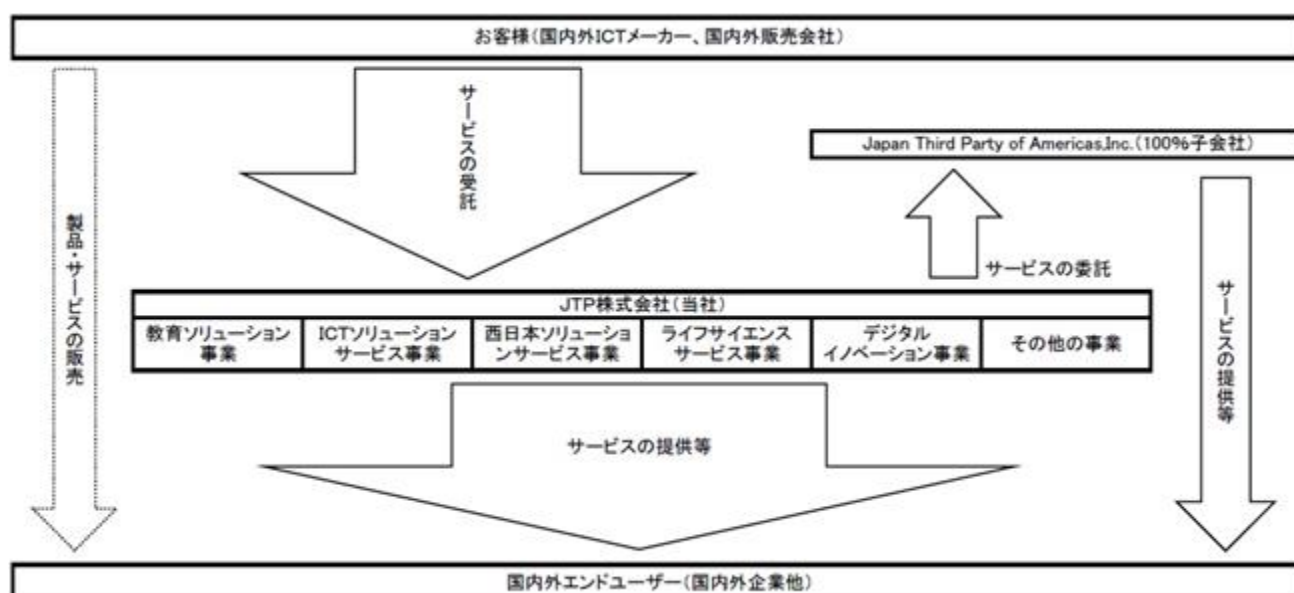 お客様(国内外ICTメーカー、国内外販売会社)
サービスの受託
Japan Third Party of Americas,Inc.(100%子会社)
製品・サービスの販売
サービスの委託
サービスの提供等
JTP株式会社(当社)
教育ソリューション
事業
ICTソリューション
サービス事業
西日本ソリューショ
ンサービス事業
ライフサイエンス
サービス事業
デジタル
イノベーション事業
その他の事業
サービスの提供等
国内外エンドユーザー(国内外企業他)